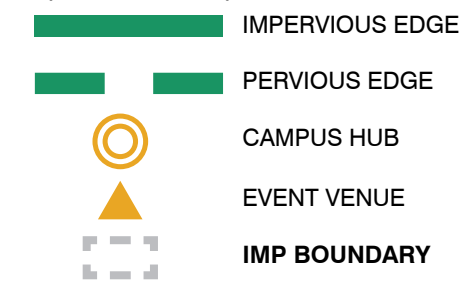 IMPERVIOUS EDGE
PERVIOUS EDGE
CAMPUS HUB
EVENT VENUE
IMP BOUNDARY